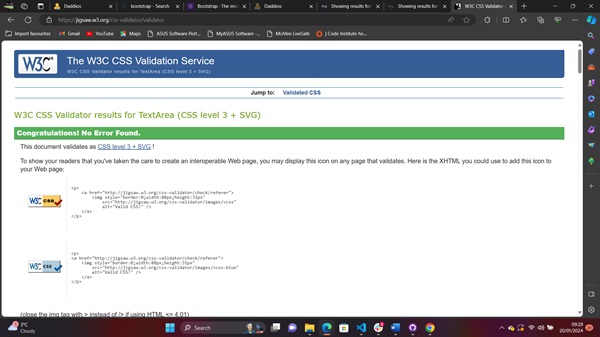 Daddios
bootstrap - Search
Bootstrap - The m
Daddios
Showing results for
Showing results for
W3C CSS Validator
https://jigsaw.w3.org/css-validator/validator
Import favourites
Gmail
YouTube
Maps
ASUS Software Port...
MyASUS Software -...
McAfee LiveSafe
] Code Institute ho...
W3C
The W3C CSS Validation Service
W3C CSS Validator results for TextArea (CSS level 3 + SVG)
Jump to: Validated CSS
W3C CSS Validator results for TextArea (CSS level 3 + SVG)
Congratulations! No Error Found.
This document validates as CSS level 3 + SVG !
To show your readers that you've taken the care to create an interoperable Web page, you may display this icon on any page that validates. Here is the XHTML you could use to add this icon to
your Web page:
W3C css
<p>
<a href="http://jigsaw.w3.org/css-validator/check/referer">
<img style="border:0;width:88px;height:31px"
src="http://jigsaw.w3.org/css-validator/images/vcss"
alt="Valid CSS!" />
</a>
</p>
W3C css
<p>
<a href="http://jigsaw.w3.org/css-validator/check/referer">
<img style="border:0;width:88px;height:31px"
src="http://jigsaw.w3.org/css-validator/images/vcss-blue"
alt="Valid CSS!" />
</a>
</p>
(close the img tag with > instead of /> if using HTML <= 4.01)
3°C
Cloudy
Search
09:29
20/01/2024